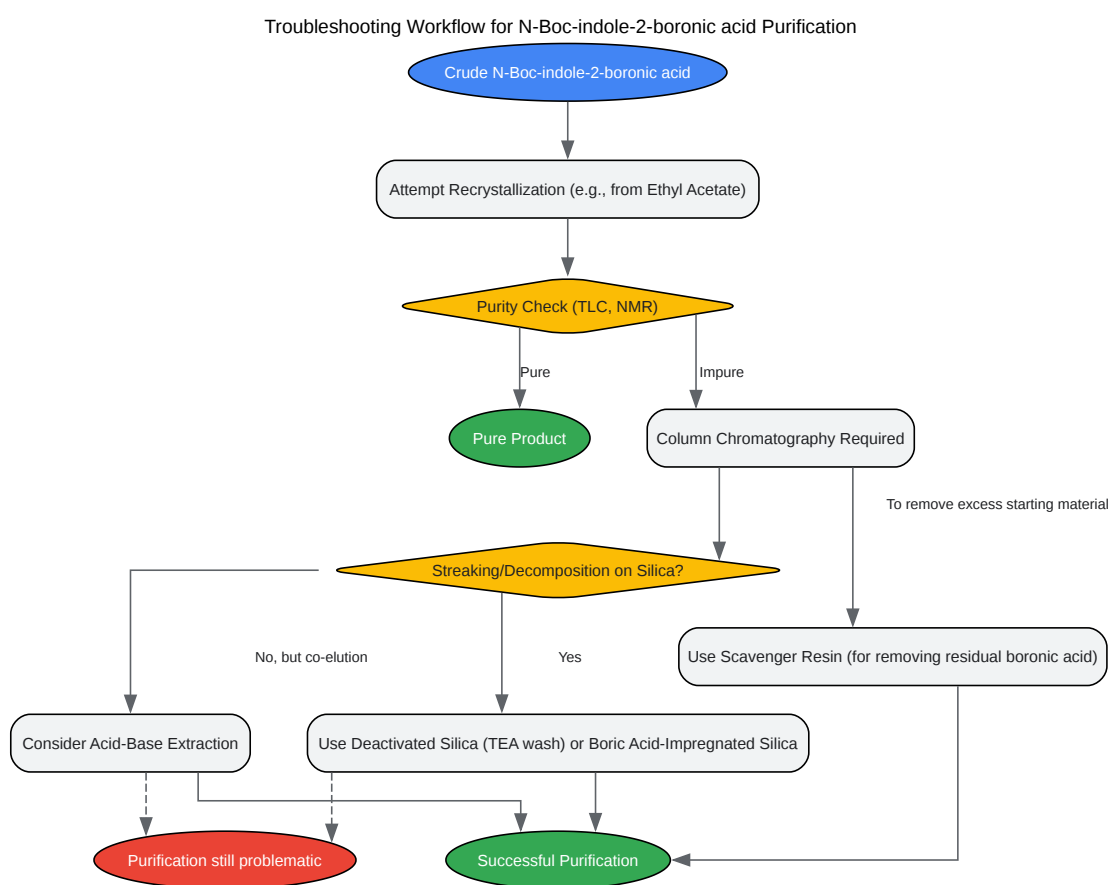 Troubleshooting Workflow for N-Boc-indole-2-boronic acid Purification
Crude N-Boc-indole-2-boronic acid
Attempt Recrystallization (e.g., from Ethyl Acetate)
Purity Check (TLC, NMR)
Pure
Impure
Pure Product
Column Chromatography Required
To remove excess starting material
Streaking/Decomposition on Silica?
No, but co-elution
Yes
Use Scavenger Resin (for removing residual boronic acid)
Consider Acid-Base Extraction
Use Deactivated Silica (TEA wash) or Boric Acid-Impregnated Silica
Purification still problematic
Successful Purification